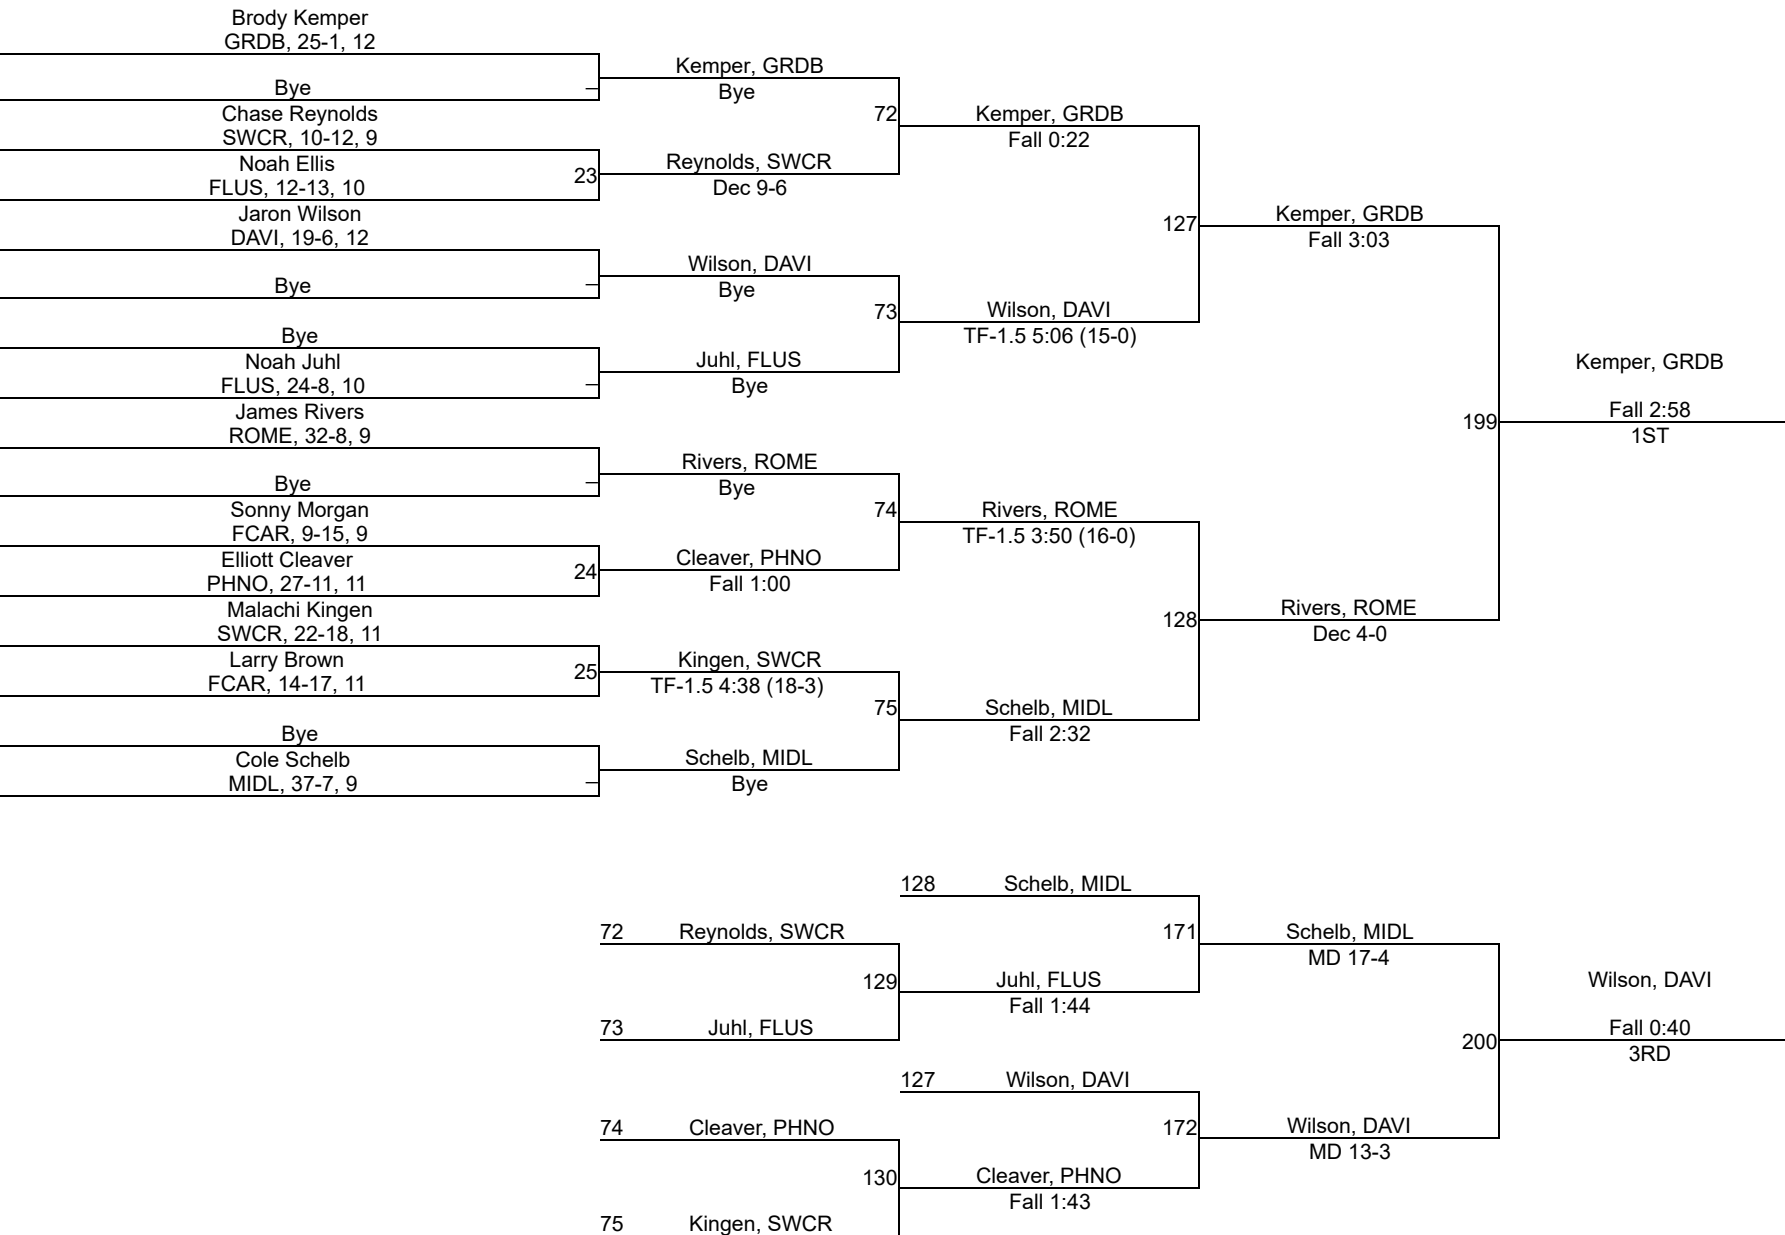 Brody Kemper
GRDB, 25-1, 12
Bye
Chase Reynolds
SWCR, 10-12, 9
Noah Ellis
FLUS, 12-13, 10
23
Jaron Wilson
DAVI, 19-6, 12
Bye
Bye
Noah Juhl
FLUS, 24-8, 10
James Rivers
ROME, 32-8, 9
Bye
Sonny Morgan
FCAR, 9-15, 9
Elliott Cleaver
PHNO, 27-11, 11
24
Malachi Kingen
SWCR, 22-18, 11
Larry Brown
FCAR, 14-17, 11
25
Bye
Cole Schelb
MIDL, 37-7, 9
Kemper, GRDB
Bye
72
Reynolds, SWCR
Dec 9-6
Wilson, DAVI
Bye
73
Juhl, FLUS
Bye
Rivers, ROME
Bye
74
Cleaver, PHNO
Fall 1:00
Kingen, SWCR
TF-1.5 4:38 (18-3)
75
Schelb, MIDL
Bye
Kemper, GRDB
Fall 0:22
127
Wilson, DAVI
TF-1.5 5:06 (15-0)
Rivers, ROME
TF-1.5 3:50 (16-0)
128
Schelb, MIDL
Fall 2:32
Kemper, GRDB
Fall 3:03
199
Rivers, ROME
Dec 4-0
Kemper, GRDB
Fall 2:58
1ST
128 Schelb, MIDL
72 Reynolds, SWCR
171
129
Juhl, FLUS
Fall 1:44
73 Juhl, FLUS
127 Wilson, DAVI
74 Cleaver, PHNO
172
130
Cleaver, PHNO
Fall 1:43
75 Kingen, SWCR
Schelb, MIDL
MD 17-4
200
Wilson, DAVI
MD 13-3
Wilson, DAVI
Fall 0:40
3RD